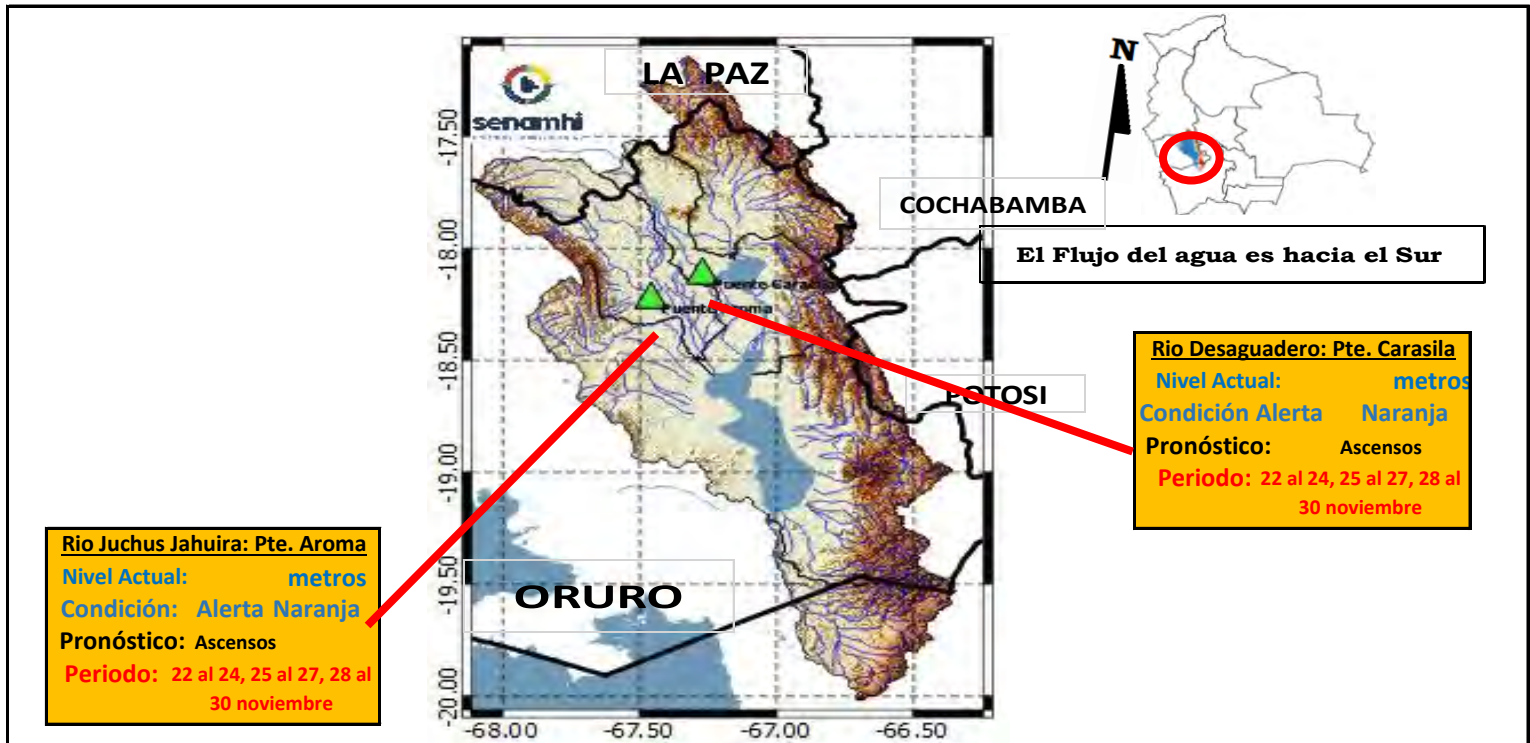 LA PAZ
senamhi
N
COCHABAMBA
El Flujo del agua es hacia el Sur
POTOSI
ORURO
Rio Desaguadero: Pte. Carasila
Nivel Actual: metros
Condición Alerta Naranja
Pronóstico: Ascensos
Periodo: 22 al 24, 25 al 27, 28 al
30 noviembre
Rio Juchus Jahuira: Pte. Aroma
Nivel Actual: metros
Condición: Alerta Naranja
Pronóstico: Ascensos
Periodo: 22 al 24, 25 al 27, 28 al
30 noviembre
-17.50
-18.00
-18.50
-19.00
-19.50
-20.00
-68.00 -67.50 -67.00 -66.50